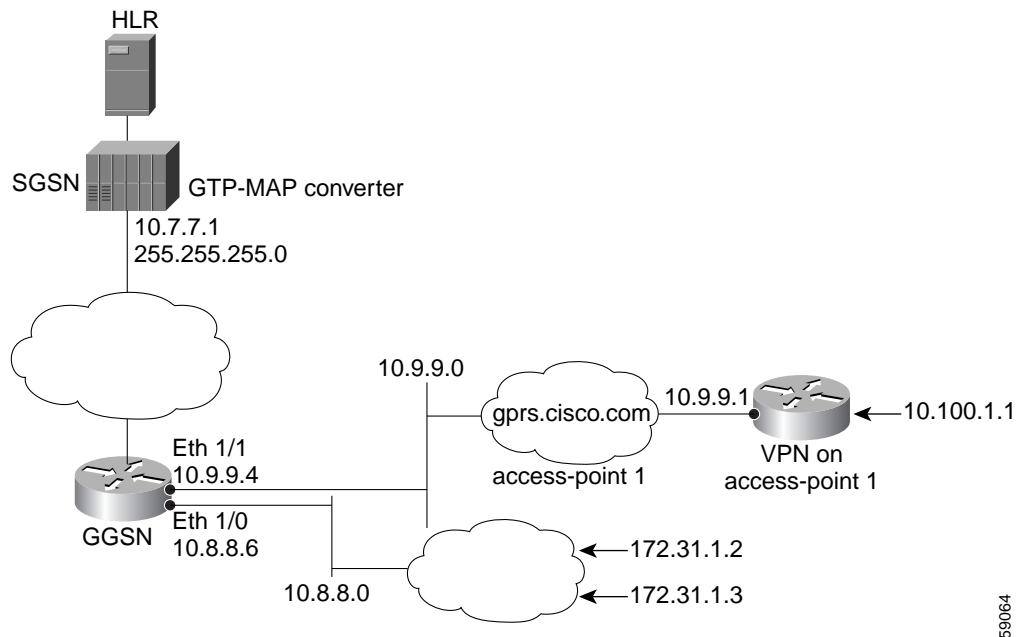 HLR
SGSN
GTP-MAP converter
10.7.7.1
255.255.255.0
10.9.9.0
gprs.cisco.com
access-point 1
10.9.9.1
10.100.1.1
VPN on
access-point 1
Eth 1/1
10.9.9.4
Eth 1/0
10.8.8.6
GGSN
10.8.8.0
172.31.1.2
172.31.1.3
59064